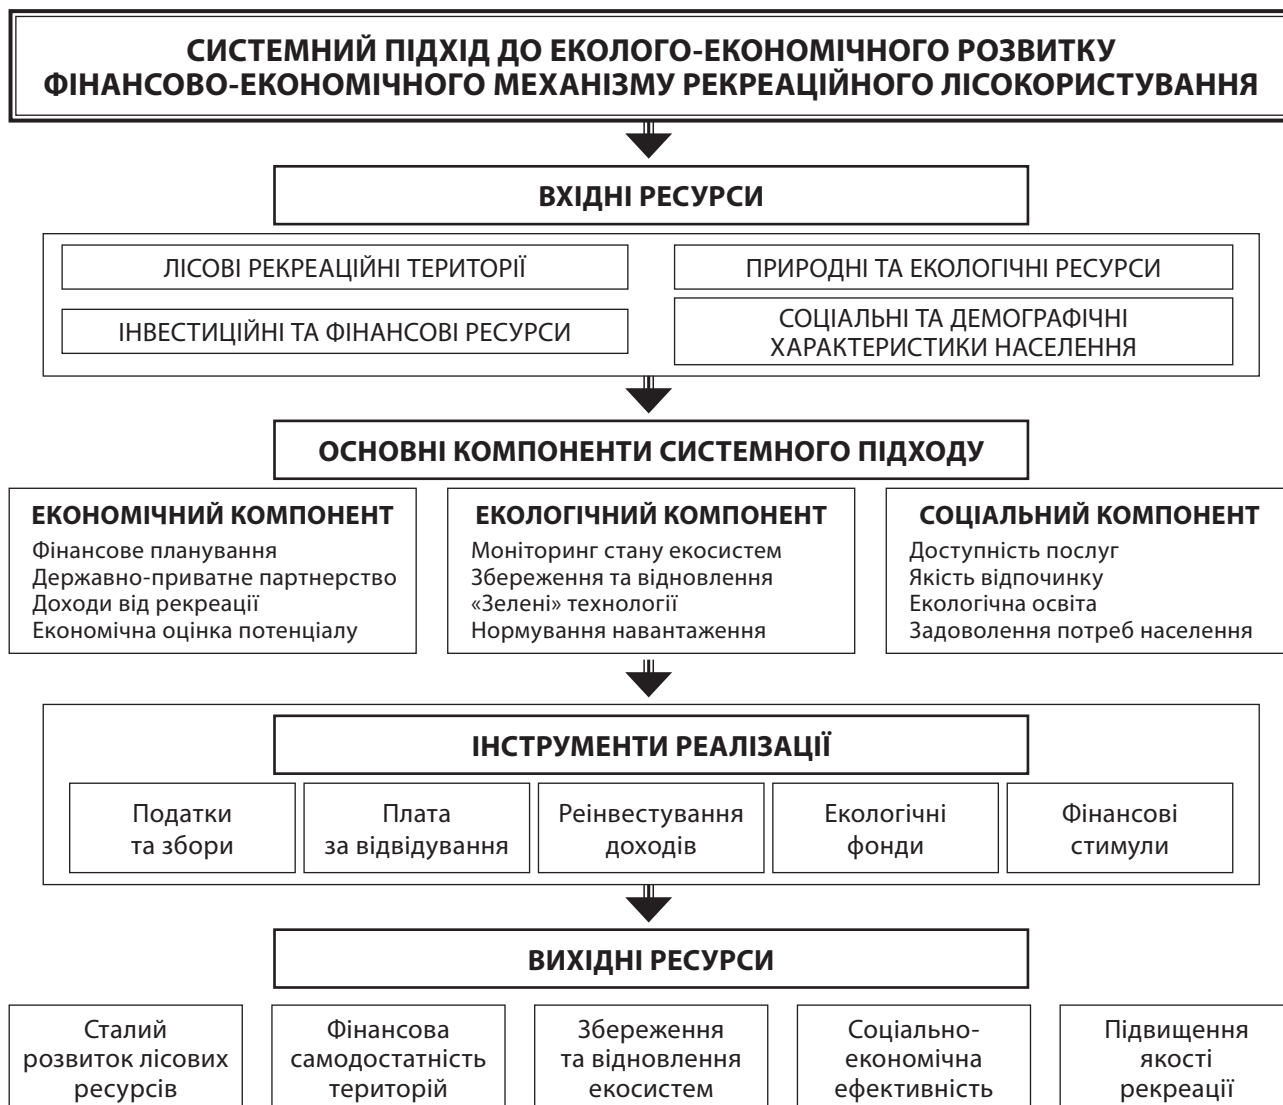 СИСТЕМНИЙ ПІДХІД ДО ЕКОЛОГО-ЕКОНОМІЧНОГО РОЗВИТКУ
ФІНАНСОВО-ЕКОНОМІЧНОГО МЕХАНІЗМУ РЕКРЕАЦІЙНОГО ЛІСОКОРИСТУВАННЯ
ВХІДНІ РЕСУРСИ
ЛІСОВІ РЕКРЕАЦІЙНІ ТЕРИТОРІЇ
ПРИРОДНІ ТА ЕКОЛОГІЧНІ РЕСУРСИ
ІНВЕСТИЦІЙНІ ТА ФІНАНСОВІ РЕСУРСИ
СОЦІАЛЬНІ ТА ДЕМОГРАФІЧНІ
ХАРАКТЕРИСТИКИ НАСЕЛЕННЯ
ОСНОВНІ КОМПОНЕНТИ СИСТЕМНОГО ПІДХОДУ
ЕКОНОМІЧНИЙ КОМПОНЕНТ
Фінансове планування
Державно-приватне партнерство
Доходи від рекреації
Економічна оцінка потенціалу
ЕКОЛОГІЧНИЙ КОМПОНЕНТ
Моніторинг стану екосистем
Збереження та відновлення
«Зелені» технології
Нормування навантаження
СОЦІАЛЬНИЙ КОМПОНЕНТ
Доступність послуг
Якість відпочинку
Екологічна освіта
Задоволення потреб населення
ІНСТРУМЕНТИ РЕАЛІЗАЦІЇ
Податки
та збори
Плата
за відвідування
Реінвестування
доходів
Екологічні
фонди
Фінансові
стимули
ВИХІДНІ РЕСУРСИ
Сталий
розвиток лісових
ресурсів
Фінансова
самодостатність
територій
Збереження
та відновлення
екосистем
Соціально-
економічна
ефективність
Підвищення
якості
рекреації